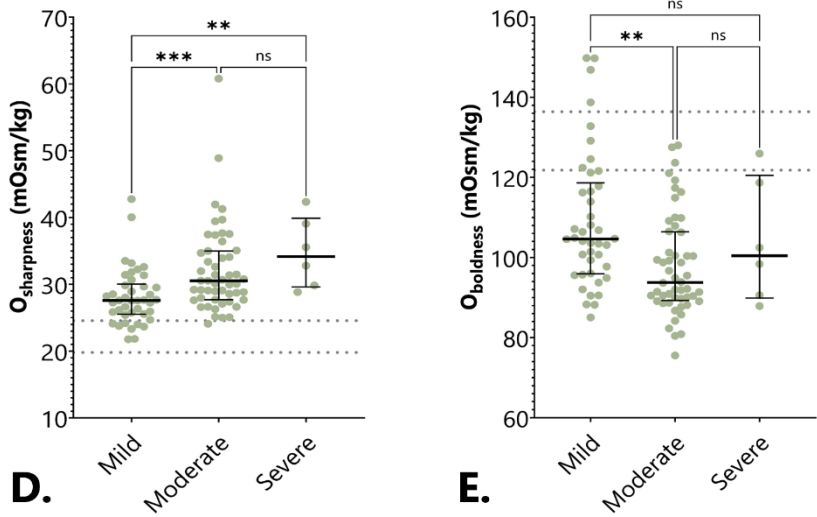 70
60
50
40
30
20
10
O_sharpness (mOsm/kg)
**
***
ns
Mild
Moderate
Severe
D.
160
140
120
100
80
60
O_boldness (mOsm/kg)
ns
**
ns
Mild
Moderate
Severe
E.